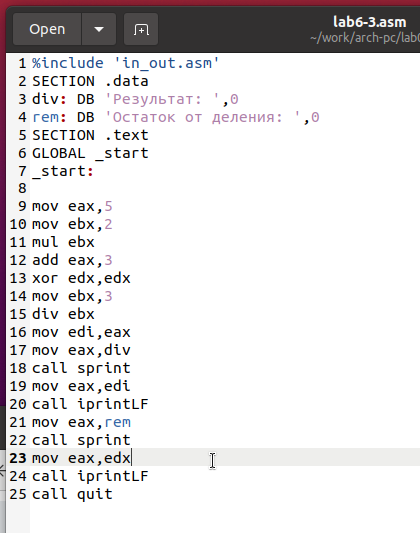 Open
lab6-3.asm
~/work/arch-pc/lab0
1 %include 'in_out.asm'
2 SECTION .data
3 div: DB 'Результат: ',0
4 rem: DB 'Остаток от деления: ',0
5 SECTION .text
6 GLOBAL _start
7 _start:
8
9 mov eax,5
10 mov ebx,2
11 mul ebx
12 add eax,3
13 xor edx,edx
14 mov ebx,3
15 div ebx
16 mov edi,eax
17 mov eax,div
18 call sprint
19 mov eax,edi
20 call iprintLF
21 mov eax,rem
22 call sprint
23 mov eax,edx
24 call iprintLF
25 call quit